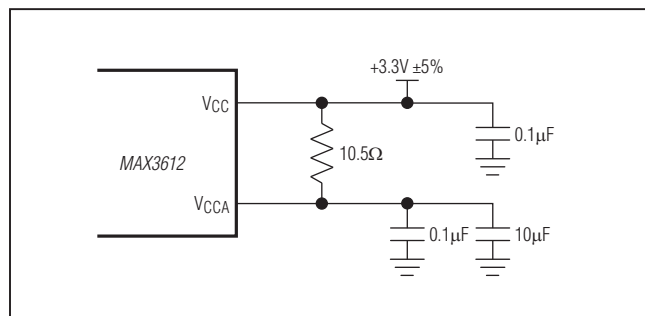 +3.3V ±5%
VCC
0.1µF
10.5Ω
MAX3612
VCCA
0.1µF
10µF